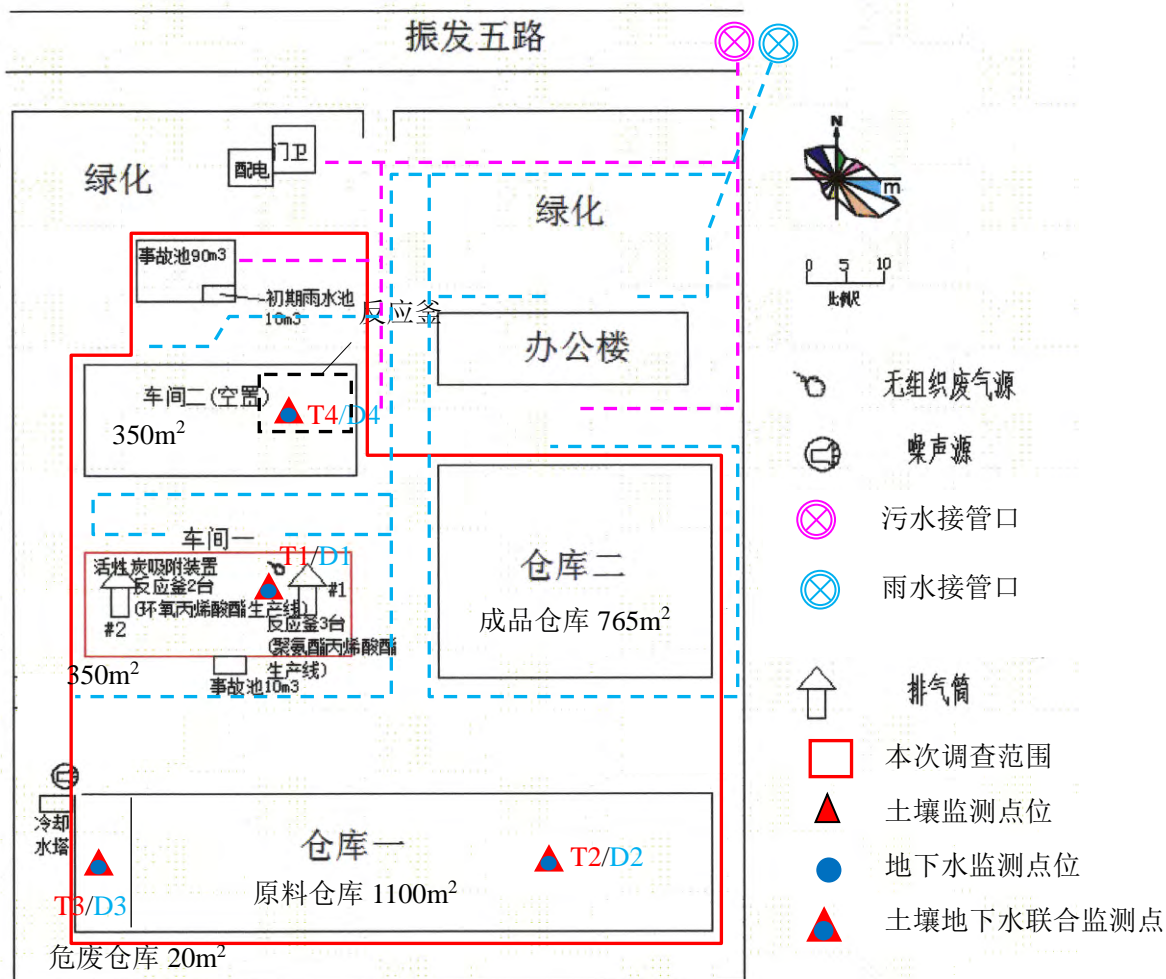 振发五路
绿化
配电
门卫
绿化
事故池90m3
初期雨水池
10m3
反应釜
办公楼
车间二(空置)
350m²
T4/D4
车间一
T1/D1
活性炭吸附装置
反应釜2台
(环氧丙烯酸酯生产线)
#2
#1
反应釜3台
(聚氨酯丙烯酸酯
生产线)
350m²
事故池10m3
仓库二
成品仓库 765m²
冷却
水塔
仓库一
原料仓库 1100m²
T2/D2
T3/D3
危废仓库 20m²
N
m
0 5 10
比例尺
无组织废气源
噪声源
污水接管口
雨水接管口
排气筒
本次调查范围
土壤监测点位
地下水监测点位
土壤地下水联合监测点